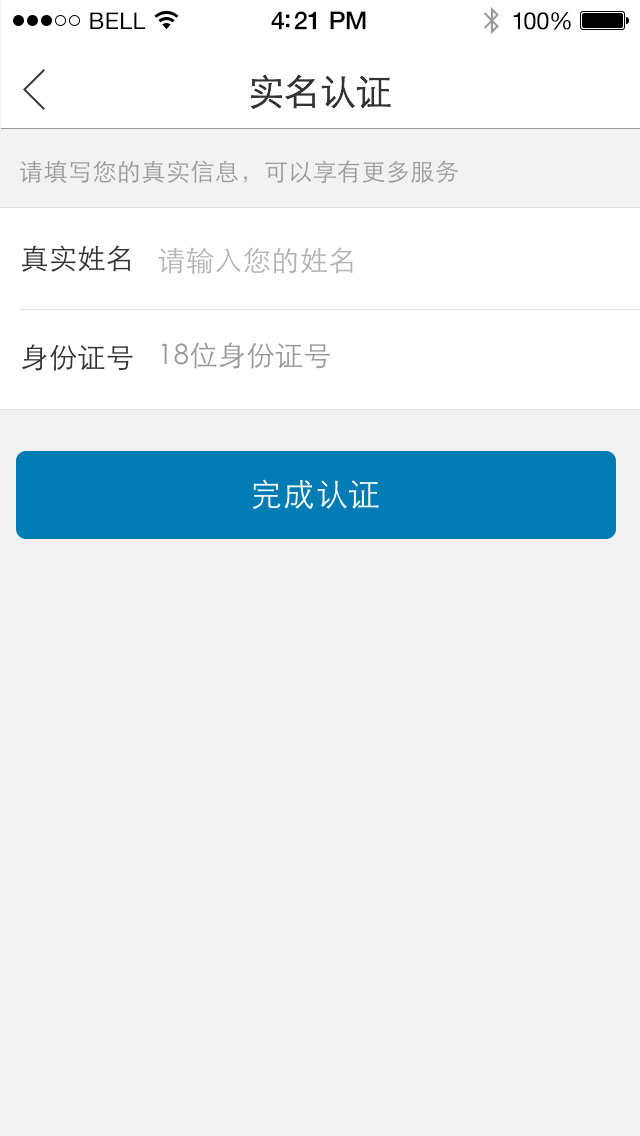 BELL 4:21 PM 100%
实名认证
请填写您的真实信息，可以享有更多服务
真实姓名 请输入您的姓名
身份证号 18位身份证号
完成认证